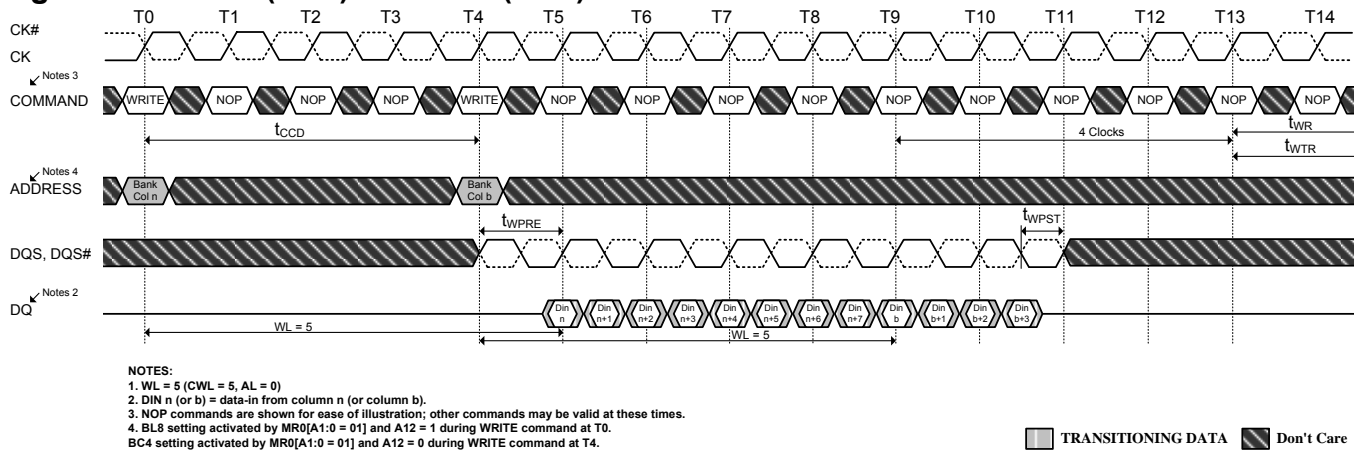 T0 T1 T2 T3 T4 T5 T6 T7 T8 T9 T10 T11 T12 T13 T14
CK#
CK
Notes 3
COMMAND WRITE NOP NOP NOP WRITE NOP NOP NOP NOP NOP NOP NOP NOP NOP NOP
tCCD 4 Clocks tWR
tWTR
Notes 4
ADDRESS Bank Col n Bank Col b
tWPRE tWPST
DQS, DQS#
Notes 2
DQ Din n Din n+1 Din n+2 Din n+3 Din n+4 Din n+5 Din n+6 Din n+7 Din b Din b+1 Din b+2 Din b+3
WL = 5 WL = 5
NOTES:
1. WL = 5 (CWL = 5, AL = 0)
2. DIN n (or b) = data-in from column n (or column b).
3. NOP commands are shown for ease of illustration; other commands may be valid at these times.
4. BL8 setting activated by MR0[A1:0 = 01] and A12 = 1 during WRITE command at T0.
BC4 setting activated by MR0[A1:0 = 01] and A12 = 0 during WRITE command at T4.
TRANSITIONING DATA Don't Care